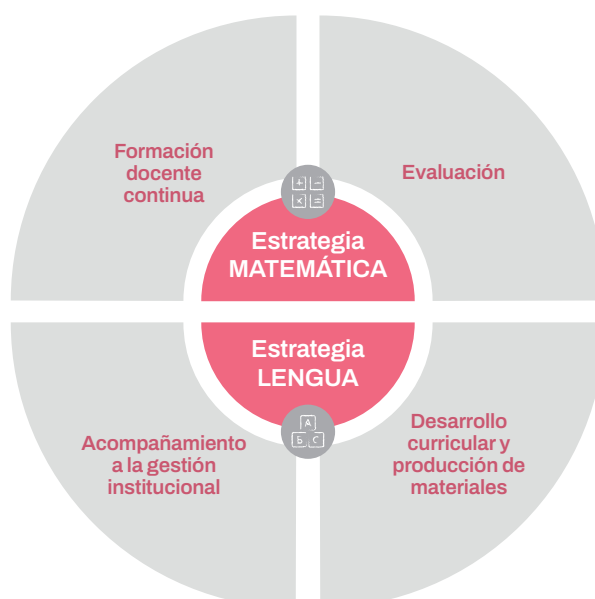 Formación
docente
continua
Evaluación
+ −
× =
Estrategia
MATEMÁTICA
Estrategia
LENGUA
A
b c
Acompañamiento
a la gestión
institucional
Desarrollo
curricular y
producción de
materiales